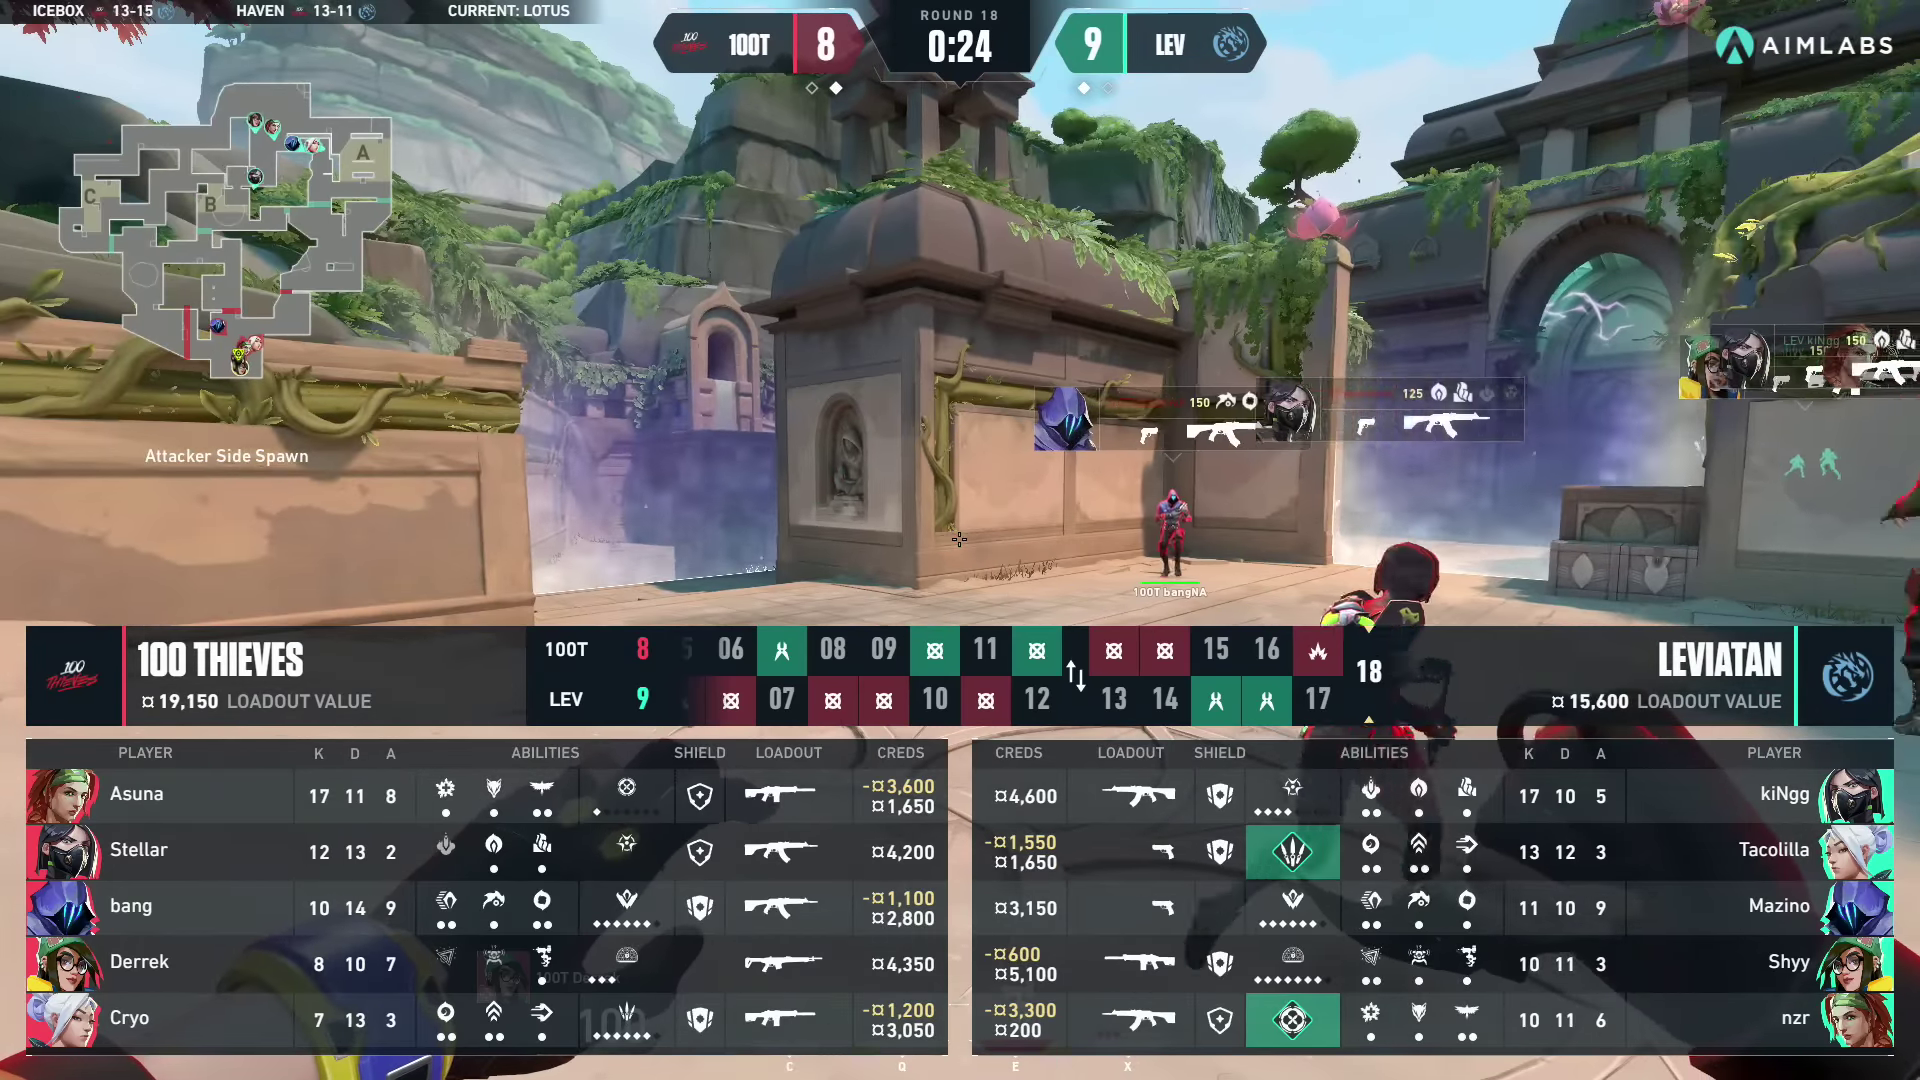 ICEBOX 13-15 HAVEN 13-11 CURRENT: LOTUS
ROUND 18
100 THIEVES 100T 8 0:24 9 LEV
AIMLABS
A
B
C
Attacker Side Spawn
150
125
LEV kiNgg 150
100T bangNA
100 THIEVES
19,150 LOADOUT VALUE
100 THIEVES
100T 8 5 06 08 09 11 15 16
LEV 9 07 10 12 13 14 17
18
LEVIATAN
15,600 LOADOUT VALUE
PLAYER K D A ABILITIES SHIELD LOADOUT CREDS
Asuna 17 11 8 -¤3,600 ¤1,650
Stellar 12 13 2 ¤4,200
bang 10 14 9 -¤1,100 ¤2,800
Derrek 8 10 7 ¤4,350
Cryo 7 13 3 -¤1,200 ¤3,050
CREDS LOADOUT SHIELD ABILITIES K D A PLAYER
¤4,600 17 10 5 kiNgg
-¤1,550 ¤1,650 13 12 3 Tacolilla
¤3,150 11 10 9 Mazino
-¤600 ¤5,100 10 11 3 Shyy
-¤3,300 ¤200 10 11 6 nzr
C Q E X